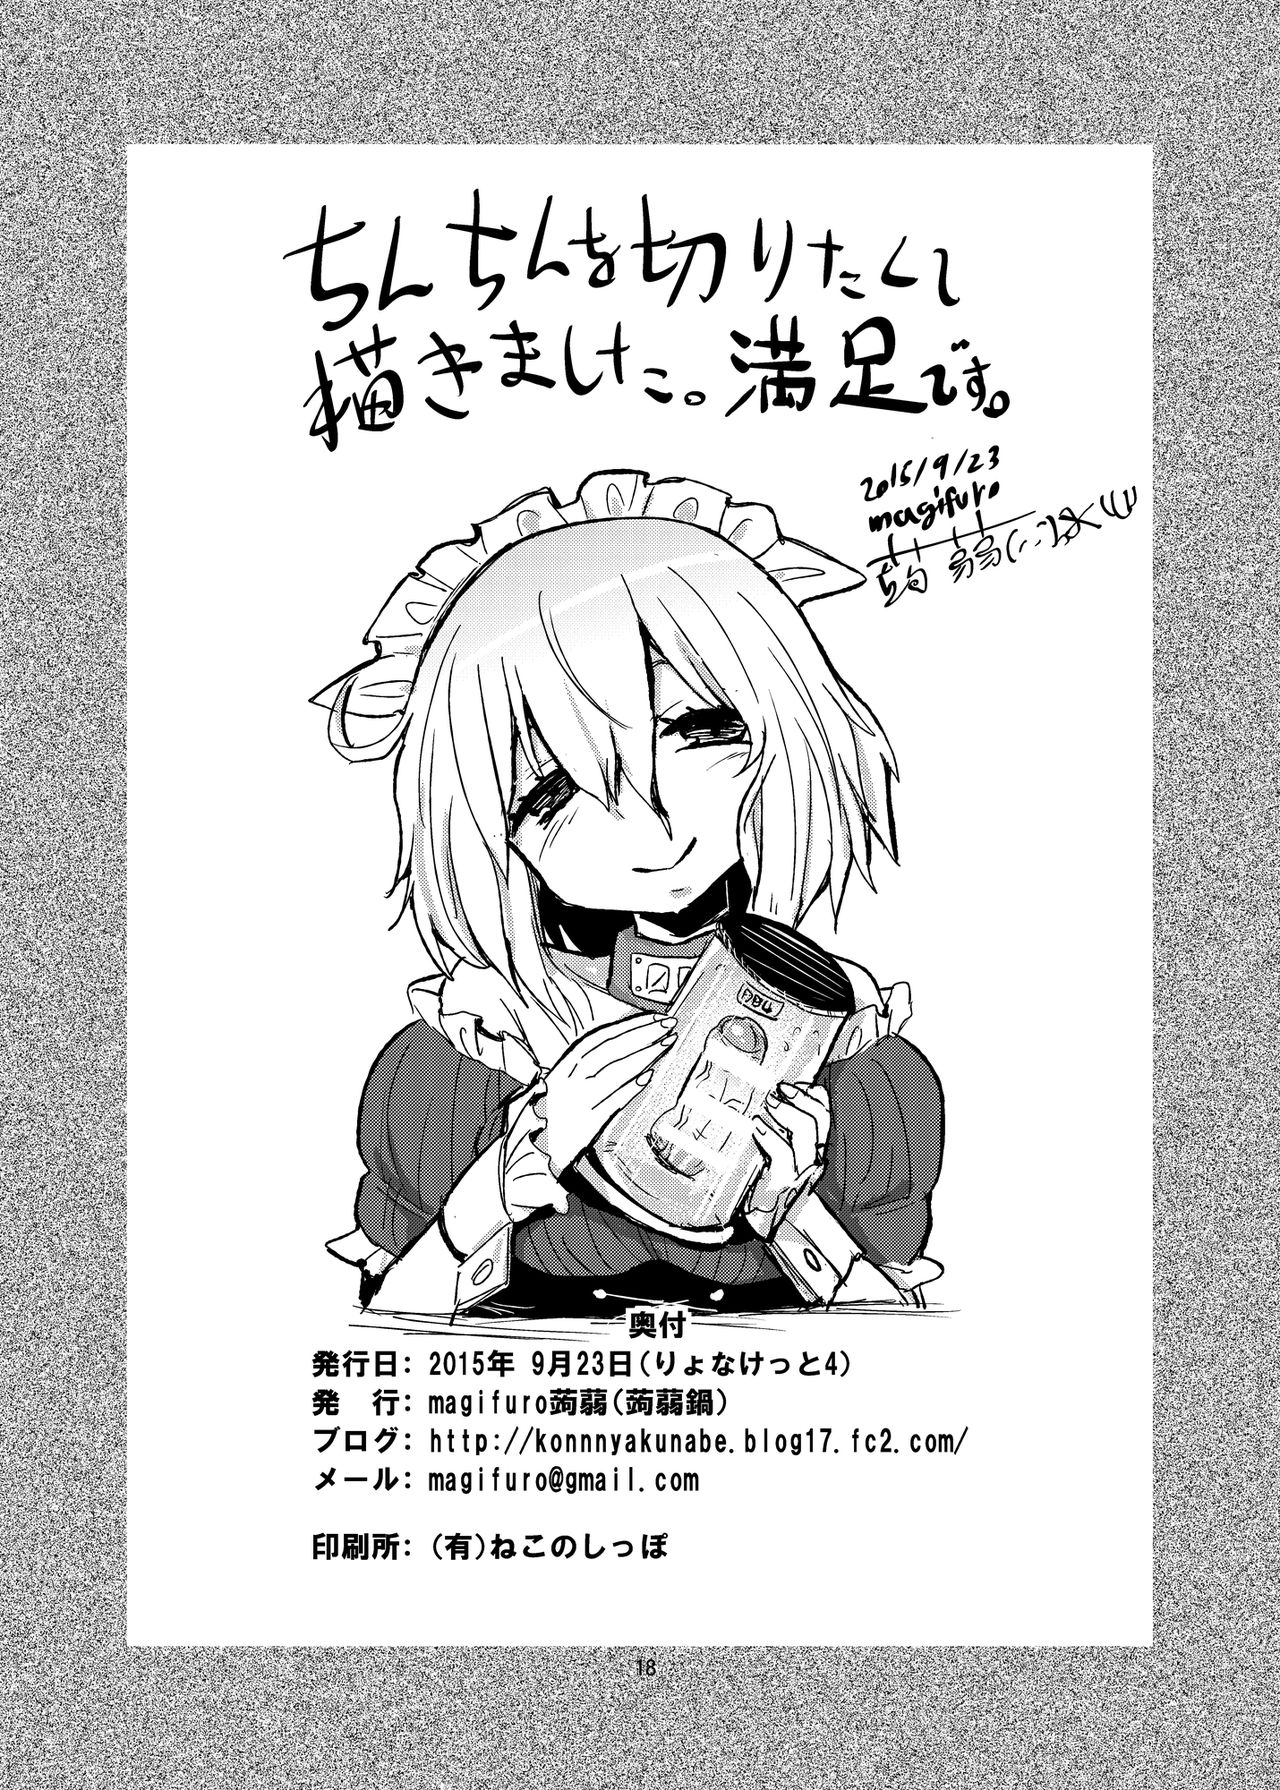 ちんちんを切りたくて
描きました。満足です。
2015/9/23
magifuro
蒟蒻
奥付
発行日: 2015年 9月23日(りょなけっと4)
発　行: magifuro蒟蒻(蒟蒻鍋)
ブログ: http://konnnyakunabe.blog17.fc2.com/
メール: magifuro@gmail.com
印刷所: (有)ねこのしっぽ
18